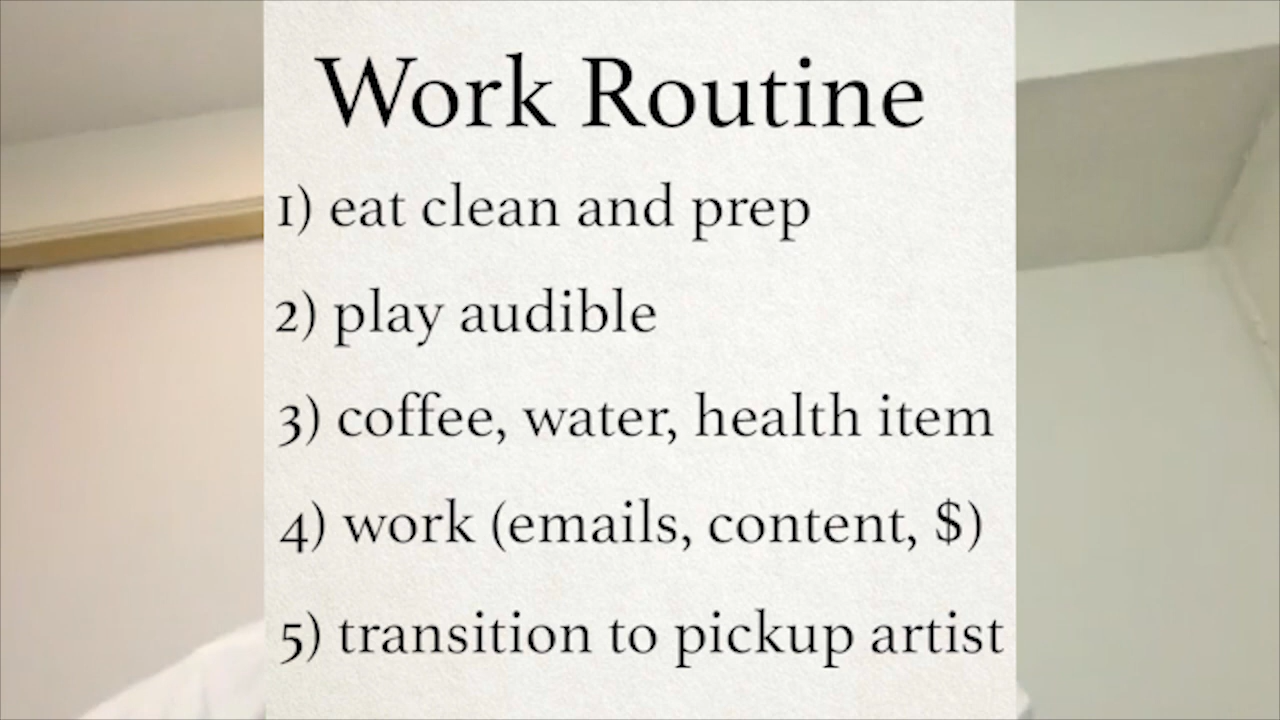 Work Routine
1) eat clean and prep
2) play audible
3) coffee, water, health item
4) work (emails, content, $)
5) transition to pickup artist